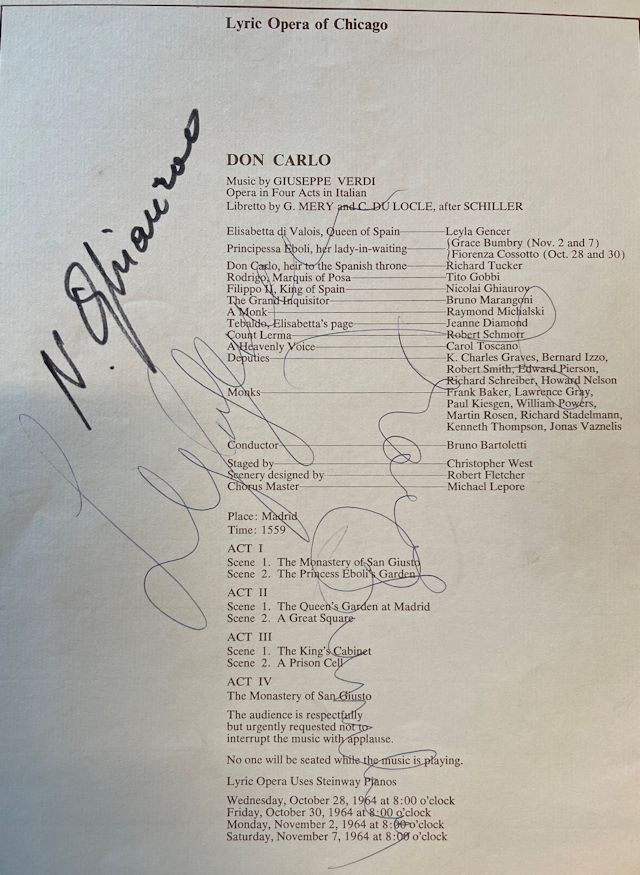 Lyric Opera of Chicago
DON CARLO
Music by GIUSEPPE VERDI
Opera in Four Acts in Italian
Libretto by G. MERY and C. DU LOCLE, after SCHILLER
Elisabetta di Valois, Queen of Spain Leyla Gencer
Principessa Eboli, her lady-in-waiting {Grace Bumbry (Nov. 2 and 7)
}Fiorenza Cossotto (Oct. 28 and 30)
Don Carlo, heir to the Spanish throne Richard Tucker
Rodrigo, Marquis of Posa Tito Gobbi
Filippo II, King of Spain Nicolai Ghiaurov
The Grand Inquisitor Bruno Marangoni
A Monk Raymond Michalski
Tebaldo, Elisabetta's page Jeanne Diamond
Count Lerma Robert Schmorr
A Heavenly Voice Carol Toscano
Deputies K. Charles Graves, Bernard Izzo,
Robert Smith, Edward Pierson,
Richard Schreiber, Howard Nelson
Monks Frank Baker, Lawrence Gray,
Paul Kiesgen, William Powers,
Martin Rosen, Richard Stadelmann,
Kenneth Thompson, Jonas Vaznelis
Conductor Bruno Bartoletti
Staged by Christopher West
Scenery designed by Robert Fletcher
Chorus Master Michael Lepore
Place: Madrid
Time: 1559
ACT I
Scene 1. The Monastery of San Giusto
Scene 2. The Princess Eboli's Garden
ACT II
Scene 1. The Queen's Garden at Madrid
Scene 2. A Great Square
ACT III
Scene 1. The King's Cabinet
Scene 2. A Prison Cell
ACT IV
The Monastery of San Giusto
The audience is respectfully
but urgently requested not to
interrupt the music with applause.
No one will be seated while the music is playing.
Lyric Opera Uses Steinway Pianos
Wednesday, October 28, 1964 at 8:00 o'clock
Friday, October 30, 1964 at 8:00 o'clock
Monday, November 2, 1964 at 8:00 o'clock
Saturday, November 7, 1964 at 8:00 o'clock
N. Ghiaurov